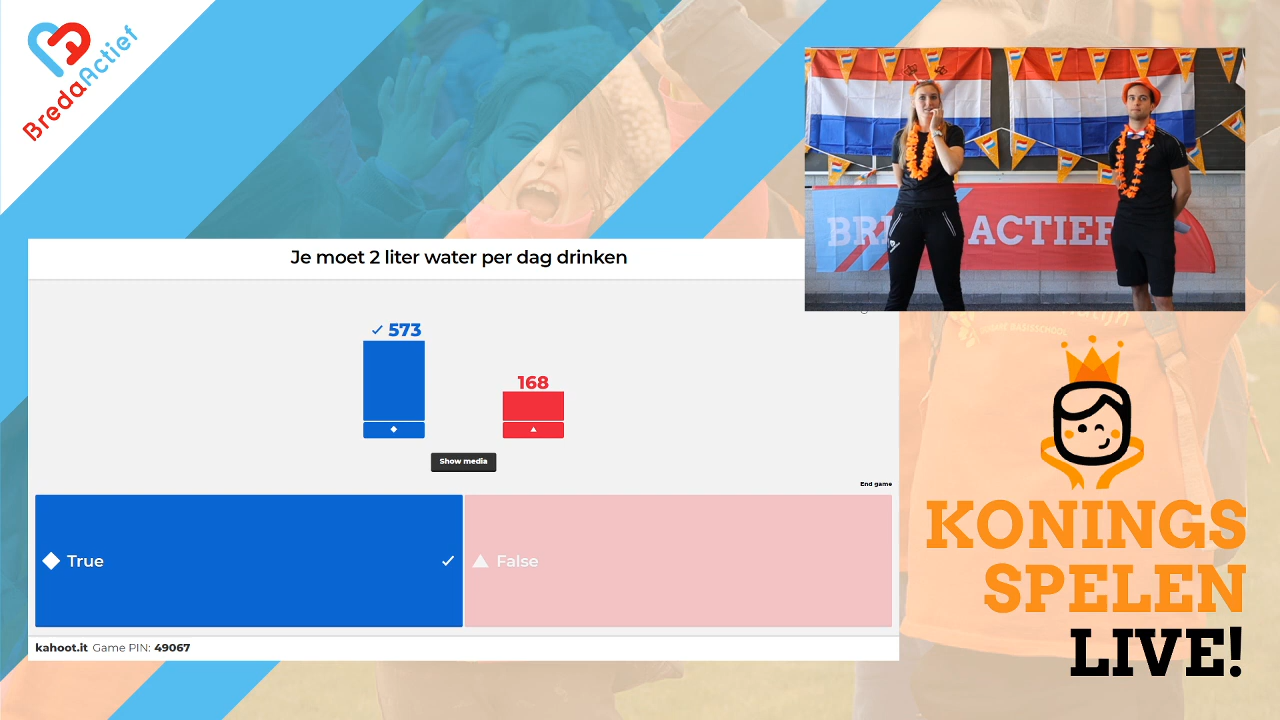 BredaActief
Je moet 2 liter water per dag drinken
573
168
Show media
End game
True
False
kahoot.it Game PIN: 49067
ACTIEF
KONINGS
SPELEN
LIVE!